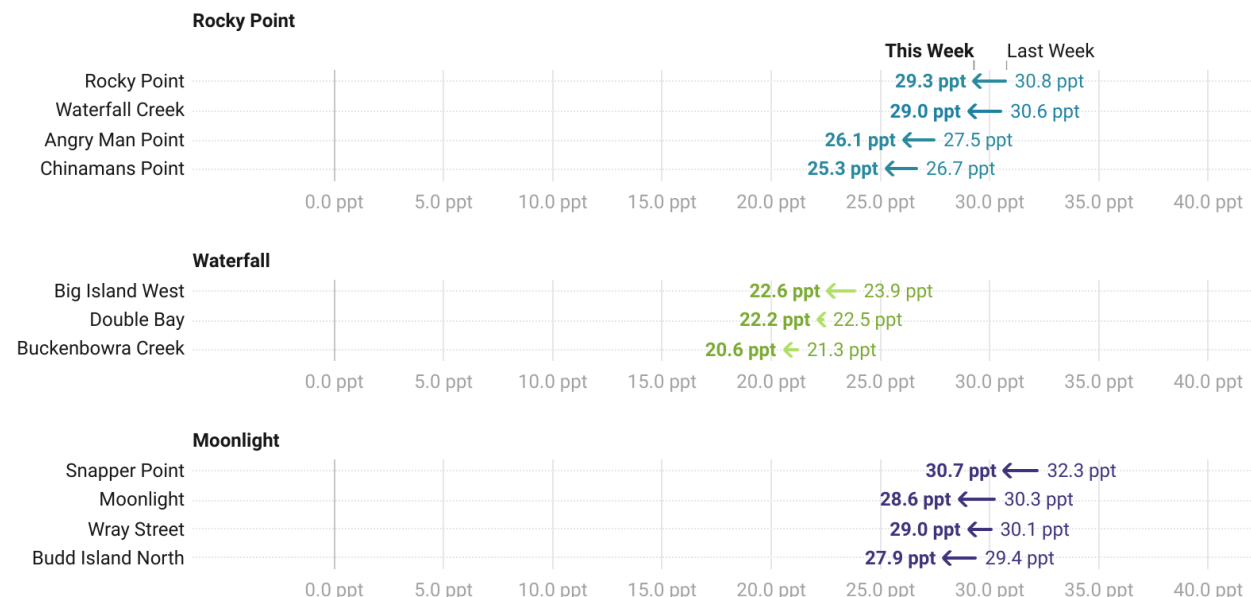 Rocky Point
This Week Last Week
Rocky Point 29.3 ppt 30.8 ppt
Waterfall Creek 29.0 ppt 30.6 ppt
Angry Man Point 26.1 ppt 27.5 ppt
Chinamans Point 25.3 ppt 26.7 ppt
0.0 ppt 5.0 ppt 10.0 ppt 15.0 ppt 20.0 ppt 25.0 ppt 30.0 ppt 35.0 ppt 40.0 ppt
Waterfall
Big Island West 22.6 ppt 23.9 ppt
Double Bay 22.2 ppt 22.5 ppt
Buckenbowra Creek 20.6 ppt 21.3 ppt
0.0 ppt 5.0 ppt 10.0 ppt 15.0 ppt 20.0 ppt 25.0 ppt 30.0 ppt 35.0 ppt 40.0 ppt
Moonlight
Snapper Point 30.7 ppt 32.3 ppt
Moonlight 28.6 ppt 30.3 ppt
Wray Street 29.0 ppt 30.1 ppt
Budd Island North 27.9 ppt 29.4 ppt
0.0 ppt 5.0 ppt 10.0 ppt 15.0 ppt 20.0 ppt 25.0 ppt 30.0 ppt 35.0 ppt 40.0 ppt